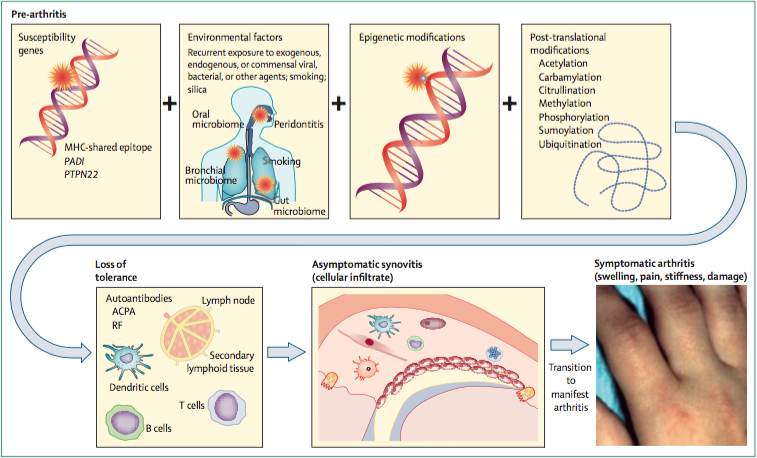 Pre-arthritis
Susceptibility
genes
MHC-shared epitope
PADI
PTPN22
+
Environmental factors
Recurrent exposure to exogenous,
endogenous, or commensal viral,
bacterial, or other agents; smoking;
silica
Oral
microbiome
Peridontitis
Smoking
Bronchial
microbiome
Gut
microbiome
+
Epigenetic modifications
+
Post-translational
modifications
Acetylation
Carbamylation
Citrullination
Methylation
Phosphorylation
Sumoylation
Ubiquitination
Loss of
tolerance
Autoantibodies
ACPA
RF
Lymph node
Secondary
lymphoid tissue
Dendritic cells
T cells
B cells
Asymptomatic synovitis
(cellular infiltrate)
Transition
to
manifest
arthritis
Symptomatic arthritis
(swelling, pain, stiffness, damage)